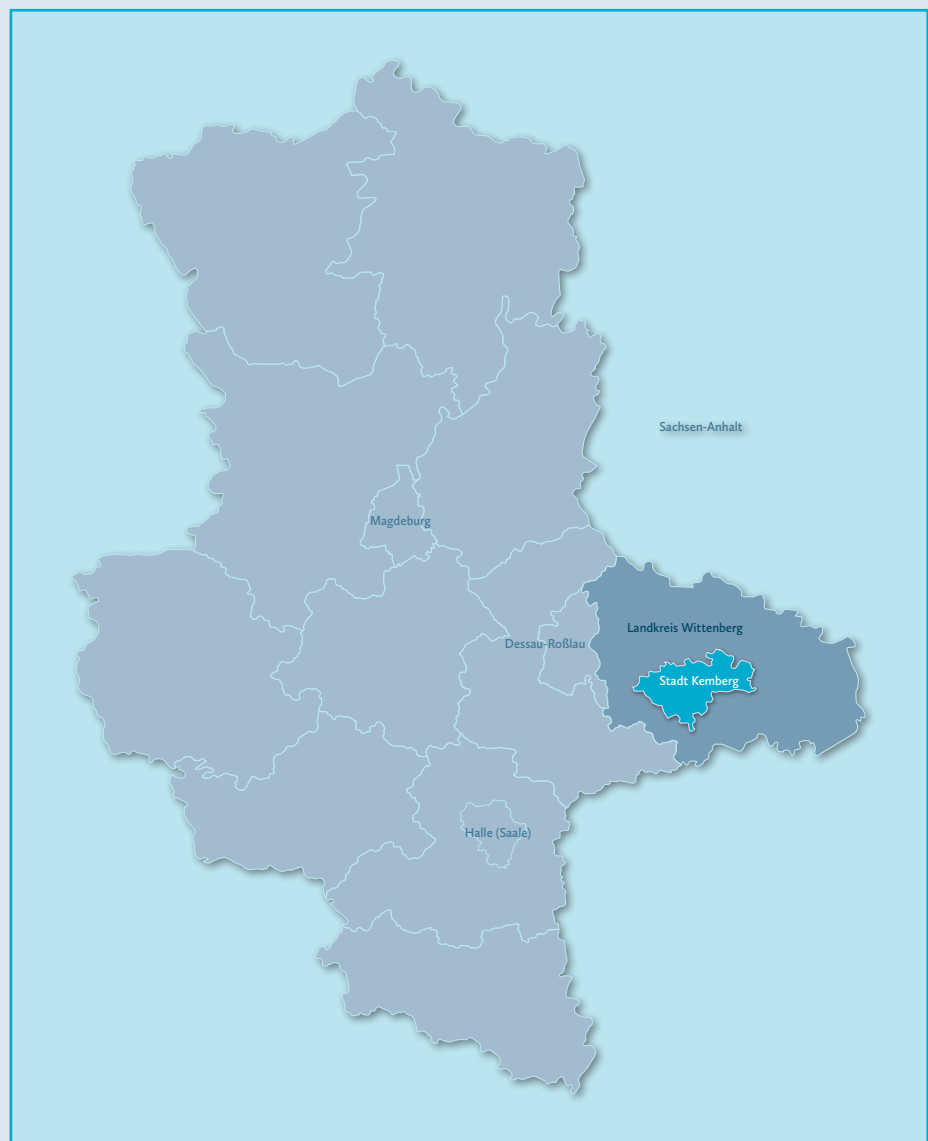 Sachsen-Anhalt
Magdeburg
Landkreis Wittenberg
Dessau-Roßlau
Stadt Kemberg
Halle (Saale)